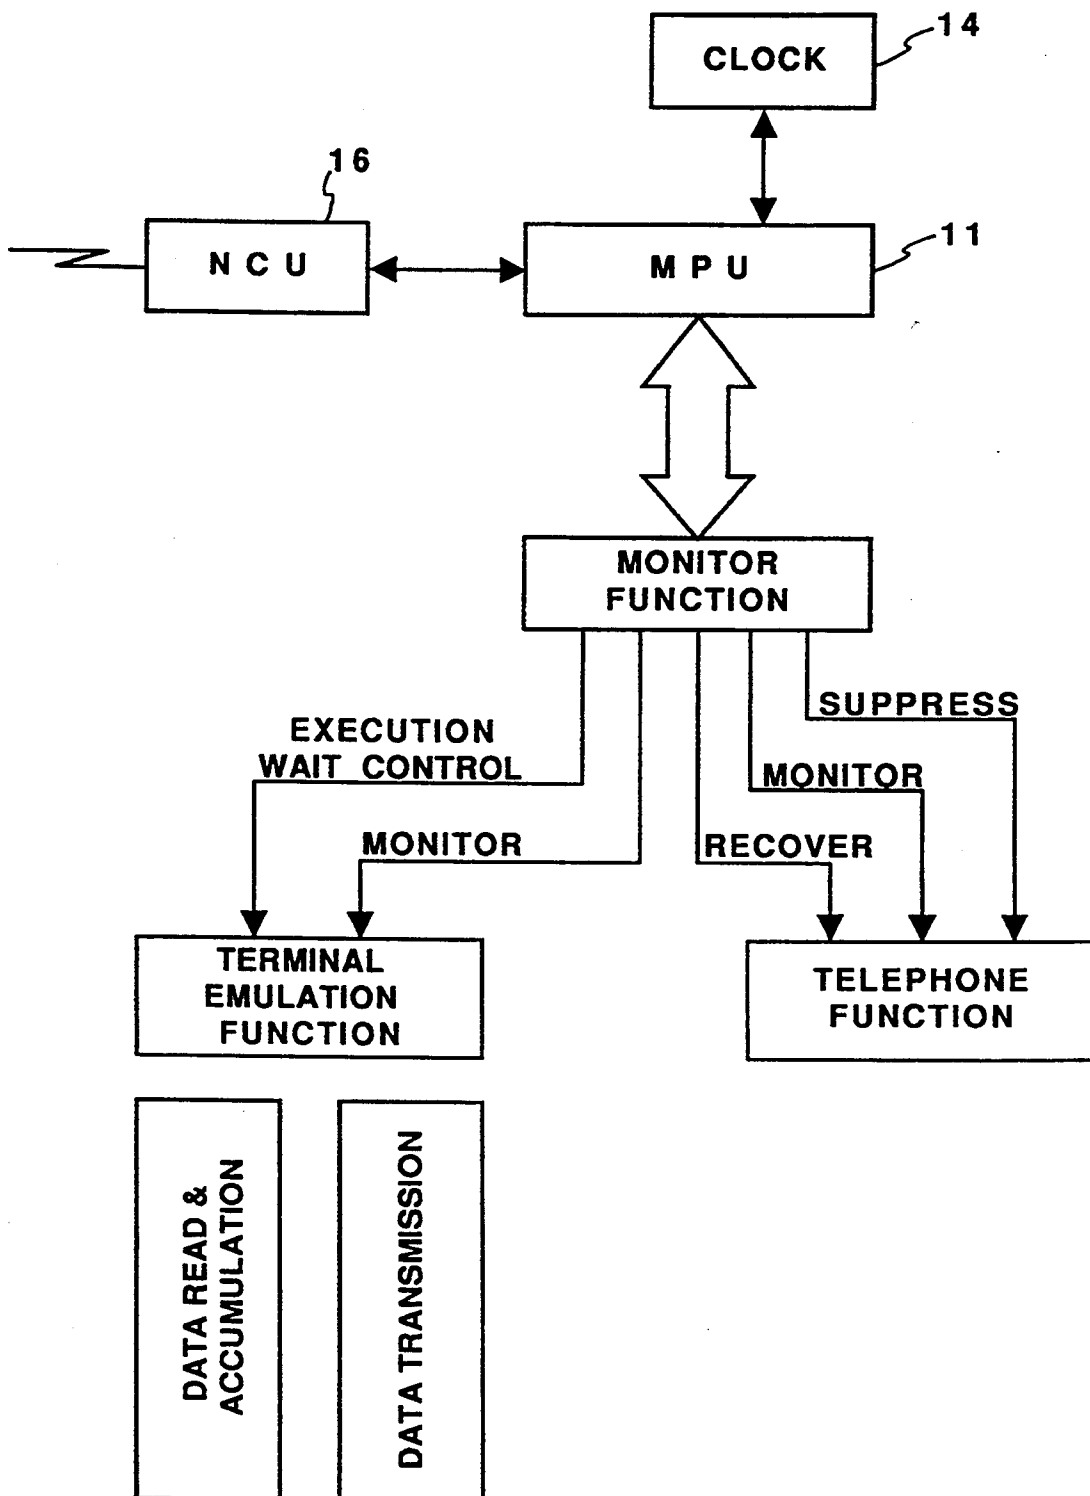 14
CLOCK
16
NCU
11
MPU
MONITOR
FUNCTION
SUPPRESS
EXECUTION
WAIT CONTROL
MONITOR
MONITOR
RECOVER
TERMINAL
EMULATION
FUNCTION
TELEPHONE
FUNCTION
DATA READ &
ACCUMULATION
DATA TRANSMISSION